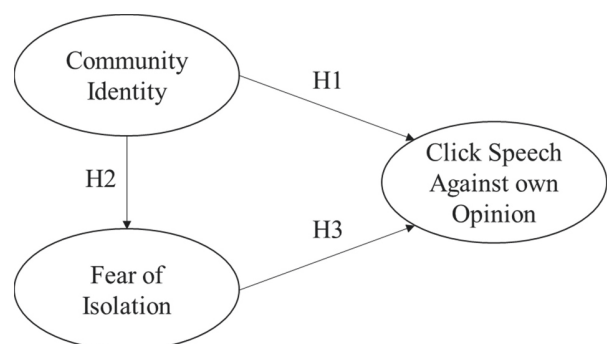 Community
Identity
H1
Click Speech
Against own
Opinion
H2
H3
Fear of
Isolation